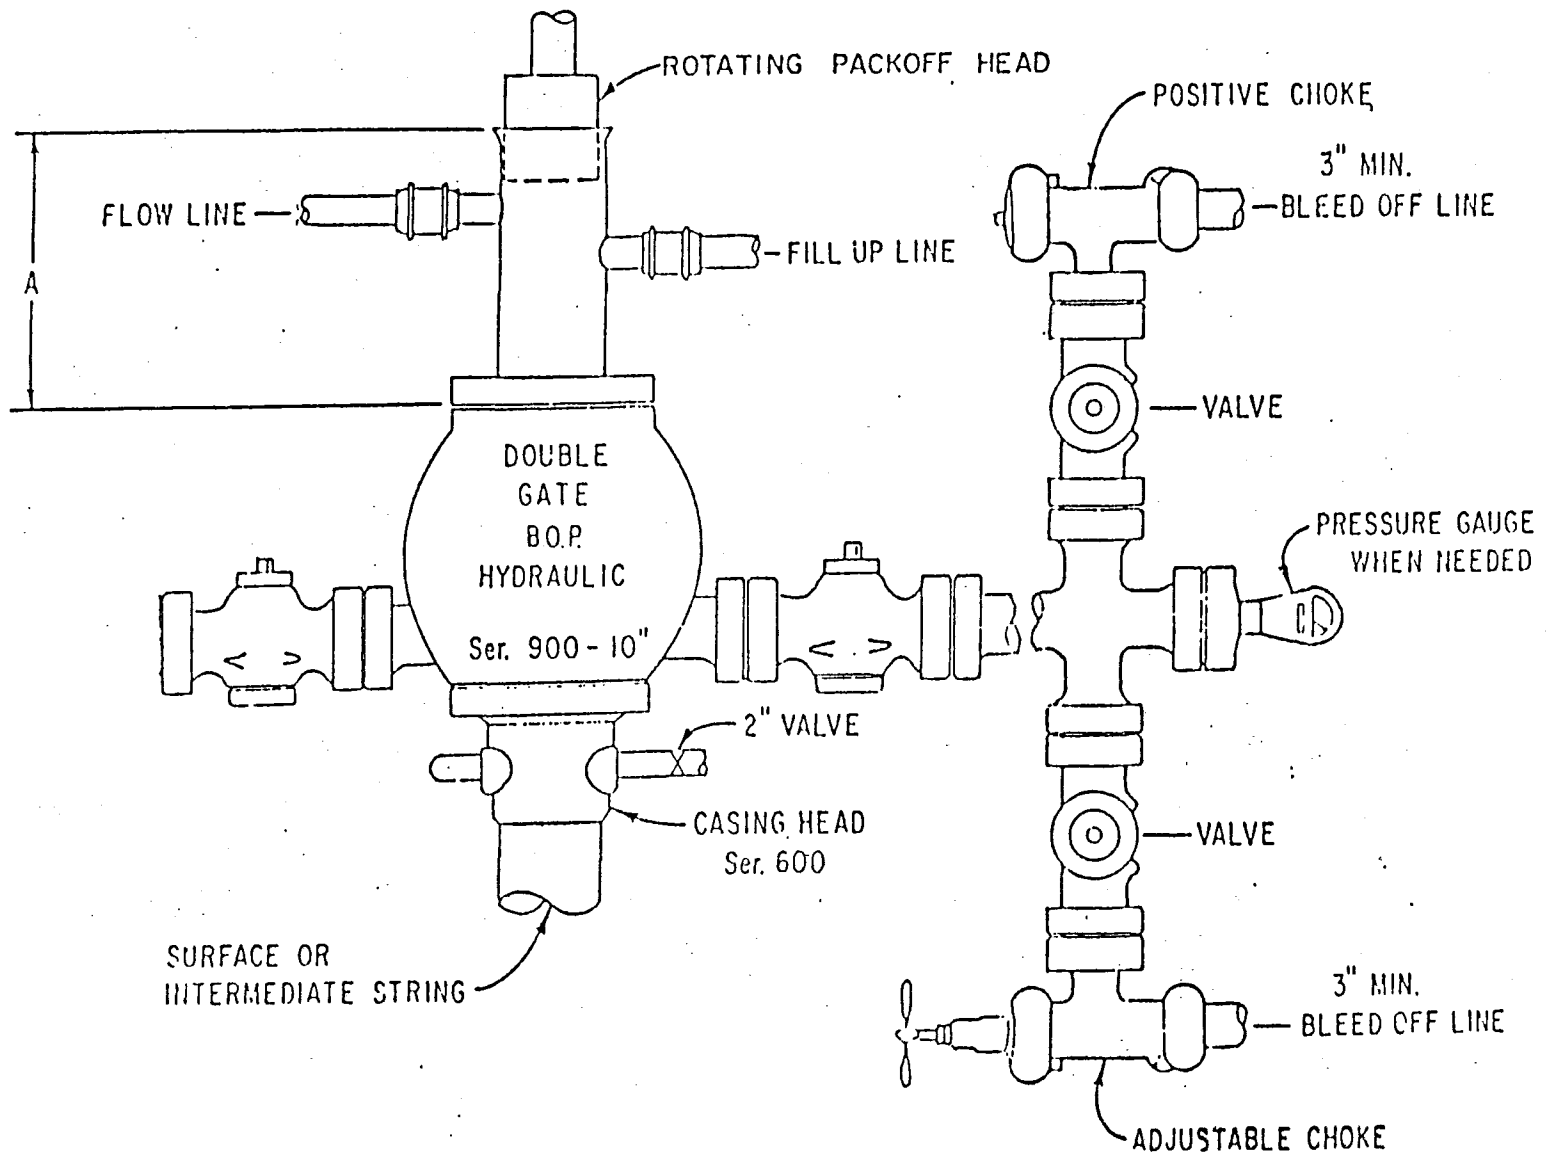 ROTATING PACKOFF HEAD
POSITIVE CHOKE
3" MIN.
BLEED OFF LINE
FLOW LINE
FILL UP LINE
A
VALVE
DOUBLE
GATE
B.O.P.
HYDRAULIC
Ser. 900-10"
PRESSURE GAUGE
WHEN NEEDED
2" VALVE
CASING HEAD
Ser. 600
VALVE
SURFACE OR
INTERMEDIATE STRING
3" MIN.
BLEED OFF LINE
ADJUSTABLE CHOKE